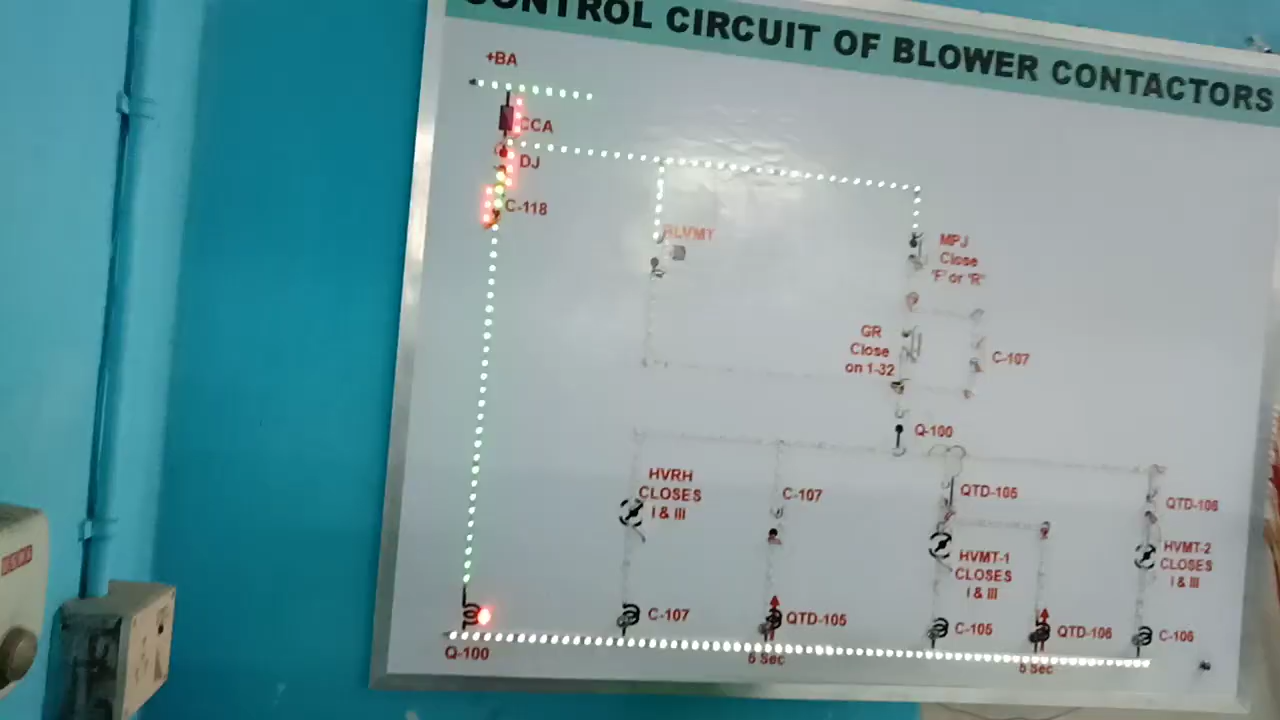 CONTROL CIRCUIT OF BLOWER CONTACTORS
+BA
CCA
DJ
C-118
MPJ
Close
'F' or 'R'
GR
Close
on 1-32
C-107
Q-100
HVRH
CLOSES
I & III
C-107
QTD-105
QTD-106
HVMT-1
CLOSES
I & III
HVMT-2
CLOSES
I & III
C-107
QTD-105
C-105
QTD-106
C-106
Q-100
5 Sec
5 Sec